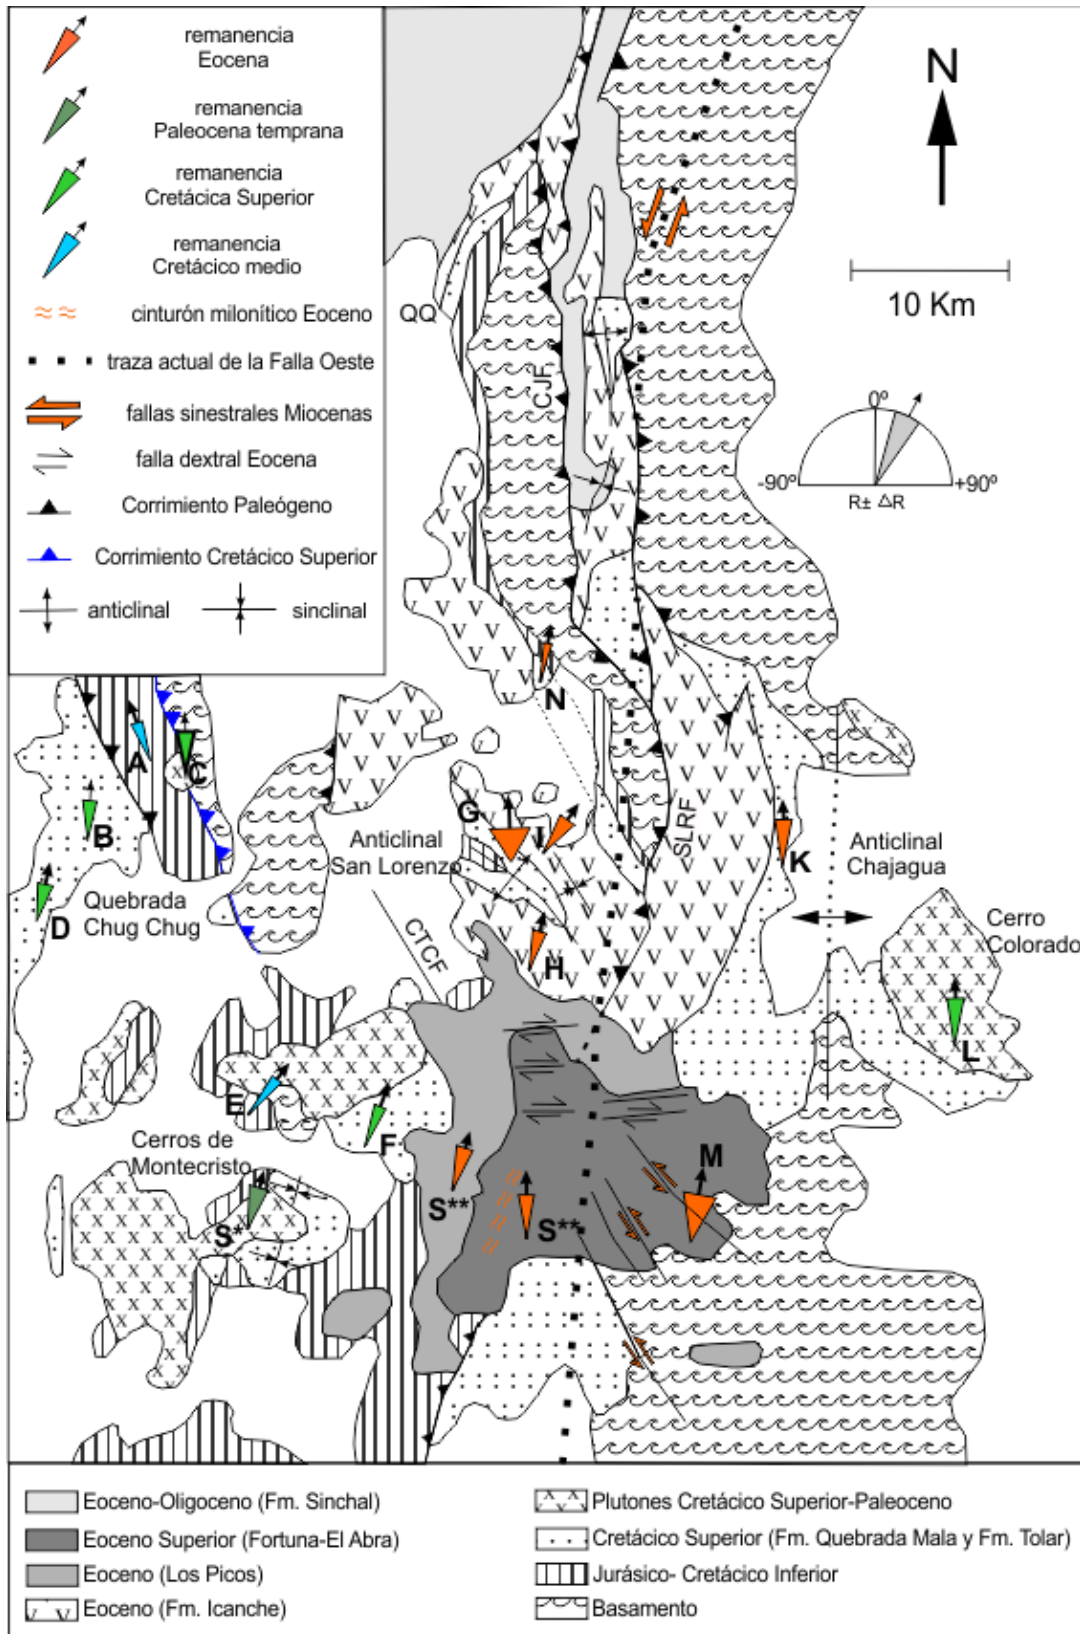 remanencia
Eocena
remanencia
Paleocena temprana
remanencia
Cretácica Superior
remanencia
Cretácico medio
cinturón milonítico Eoceno
traza actual de la Falla Oeste
fallas sinestrales Miocenas
falla dextral Eocena
Corrimiento Paleógeno
Corrimiento Cretácico Superior
anticlinal
sinclinal
N
10 Km
0º
-90º
+90º
R± △R
QQ
CJF
N
A
C
B
D
Quebrada
Chug Chug
G
I
Anticlinal
San Lorenzo
SLRF
K
Anticlinal
Chajagua
Cerro
Colorado
CTCF
H
L
E
F
Cerros de
Montecristo
S*
S**
S**
M
Eoceno-Oligoceno (Fm. Sinchal)
Eoceno Superior (Fortuna-El Abra)
Eoceno (Los Picos)
Eoceno (Fm. Icanche)
Plutones Cretácico Superior-Paleoceno
Cretácico Superior (Fm. Quebrada Mala y Fm. Tolar)
Jurásico- Cretácico Inferior
Basamento